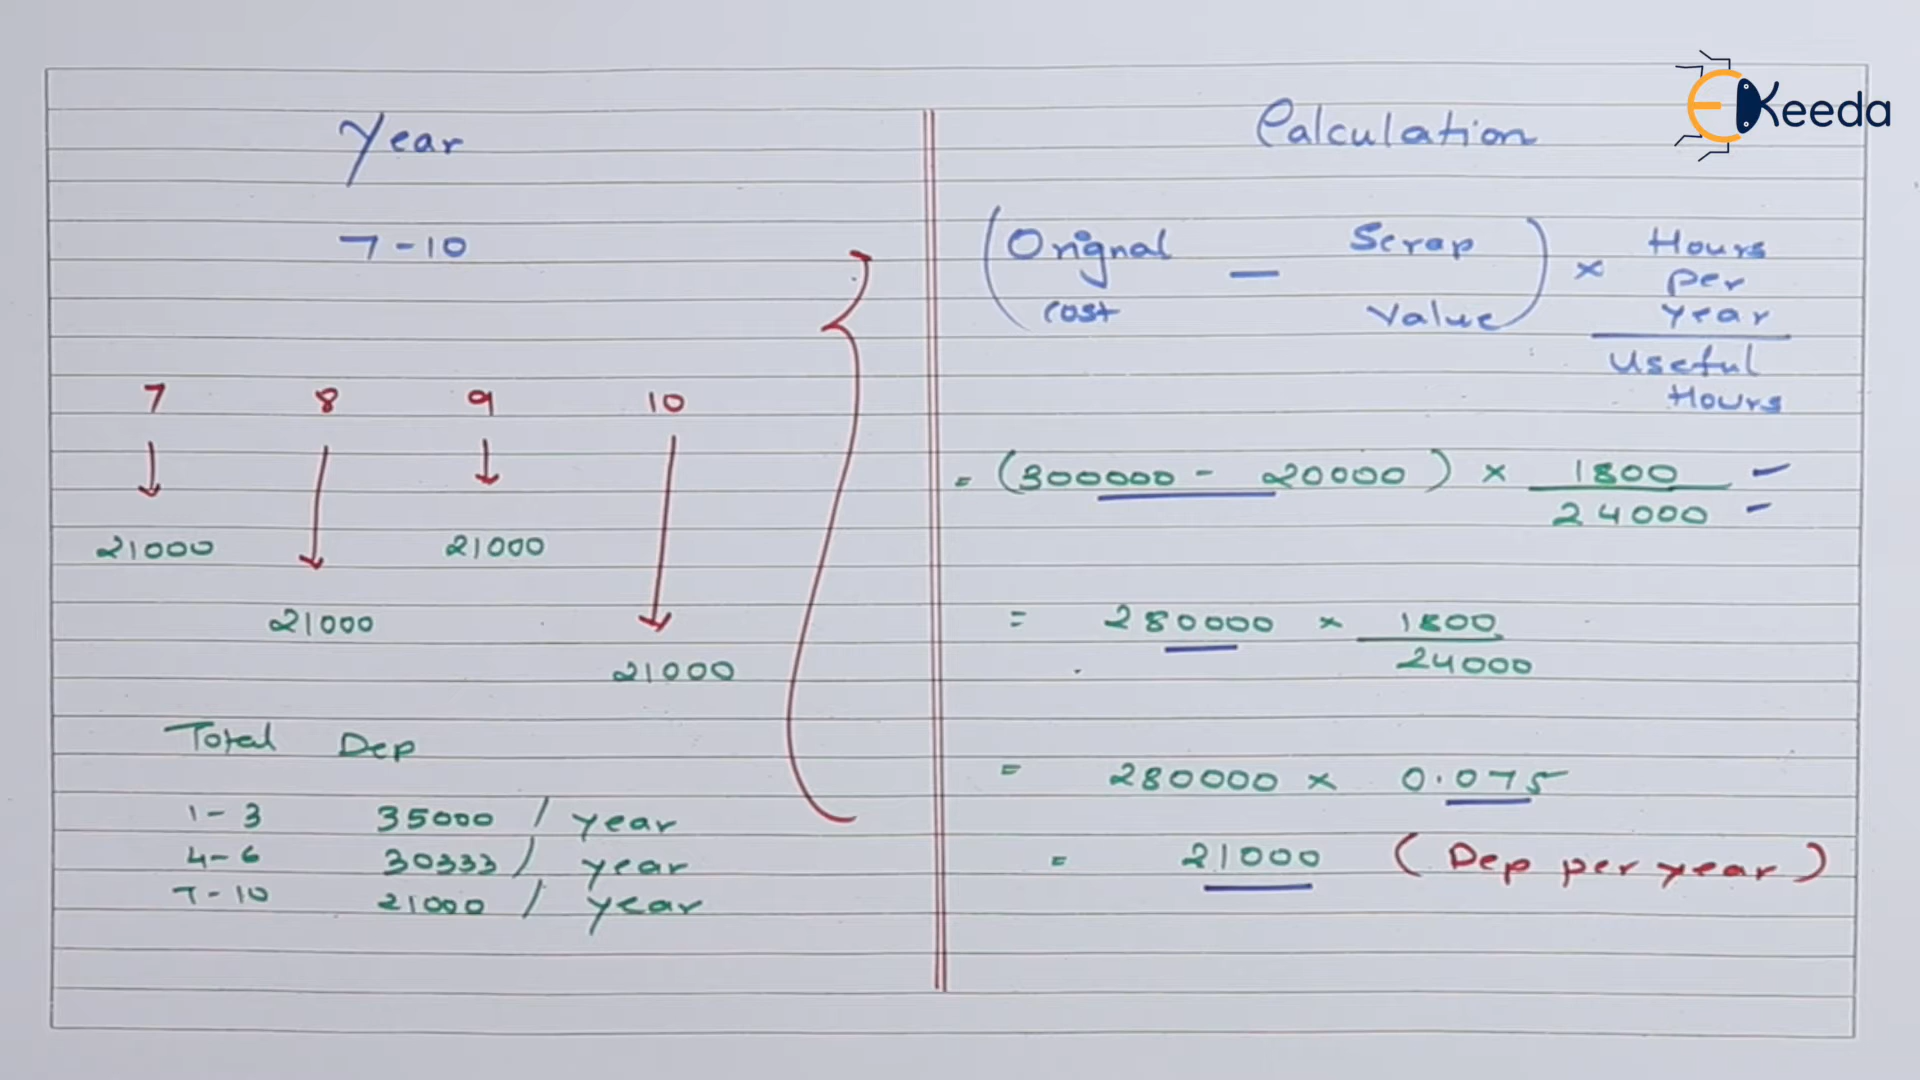 EKeeda
Year
7-10
7 8 9 10
21000 21000
21000
21000
Total Dep
1-3 35000 / year
4-6 30333 / year
7-10 21000 / year
Calculation
(Orignal cost — Scrap Value) × Hours per year
Useful Hours
= (300000 - 20000) × 1800
24000
= 280000 × 1800
24000
= 280000 × 0.075
= 21000 (Dep per year)